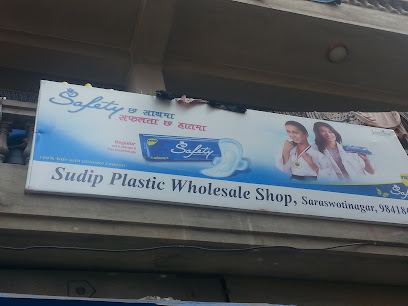 Safety छ साथमा
सफलता छ हातमा
Regular
Safety
Sudip Plastic Wholesale Shop, Saraswotinagar, 98418